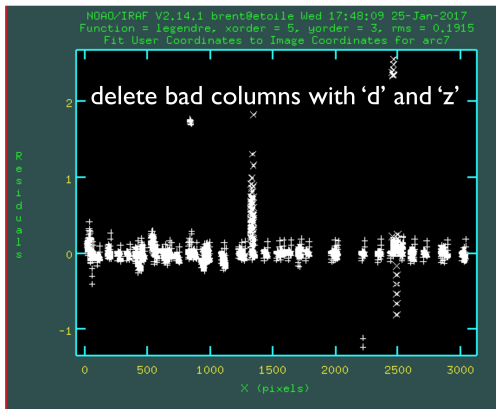 NOAO/IRAF V2.14.1 brent@etoile Wed 17:48:09 25-Jan-2017
Function = legendre, xorder = 5, yorder = 3, rms = 0.1915
Fit User Coordinates to Image Coordinates for arc7
delete bad columns with ‘d’ and ‘z’
2
1
0
-1
Residuals
0 500 1000 1500 2000 2500 3000
X (pixels)